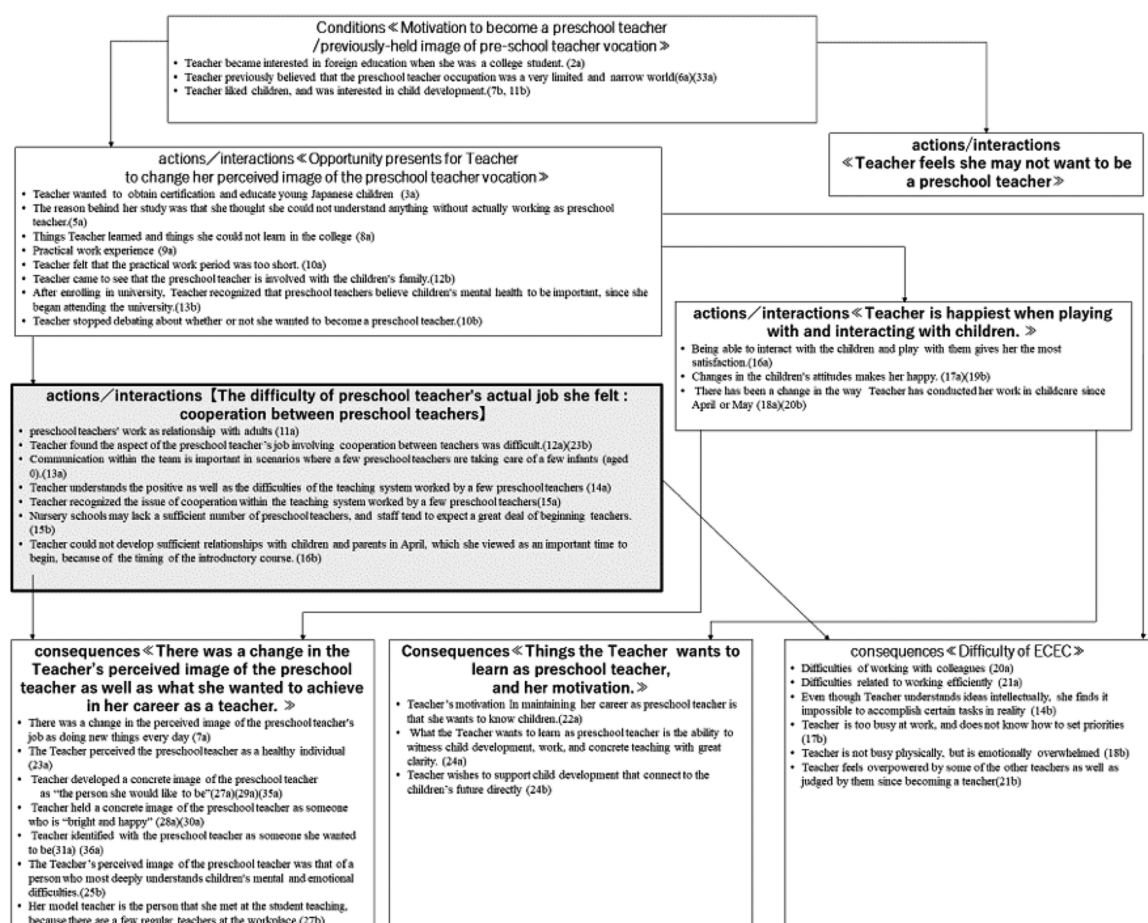 Conditions≪Motivation to become a preschool teacher
/previously-held image of pre-school teacher vocation≫
• Teacher became interested in foreign education when she was a college student. (2a)
• Teacher previously believed that the preschool teacher occupation was a very limited and narrow world(6a)(33a)
• Teacher liked children, and was interested in child development.(7b, 11b)
actions/interactions
≪Teacher feels she may not want to be
a preschool teacher≫
actions／interactions≪Opportunity presents for Teacher
to change her perceived image of the preschool teacher vocation≫
• Teacher wanted to obtain certification and educate young Japanese children (3a)
• The reason behind her study was that she thought she could not understand anything without actually working as preschool
teacher.(5a)
• Things Teacher learned and things she could not learn in the college (8a)
• Practical work experience (9a)
• Teacher felt that the practical work period was too short. (10a)
• Teacher came to see that the preschool teacher is involved with the children's family.(12b)
• After enrolling in university, Teacher recognized that preschool teachers believe children's mental health to be important, since she
began attending the university.(13b)
• Teacher stopped debating about whether or not she wanted to become a preschool teacher.(10b)
actions／interactions≪Teacher is happiest when playing
with and interacting with children. ≫
• Being able to interact with the children and play with them gives her the most
satisfaction.(16a)
• Changes in the children's attitudes makes her happy. (17a)(19b)
• There has been a change in the way Teacher has conducted her work in childcare since
April or May (18a)(20b)
actions／interactions【The difficulty of preschool teacher's actual job she felt :
cooperation between preschool teachers】
• preschool teachers' work as relationship with adults (11a)
• Teacher found the aspect of the preschool teacher's job involving cooperation between teachers was difficult.(12a)(23b)
• Communication within the team is important in scenarios where a few preschool teachers are taking care of a few infants (aged
0).(13a)
• Teacher understands the positive as well as the difficulties of the teaching system worked by a few preschool teachers (14a)
• Teacher recognized the issue of cooperation within the teaching system worked by a few preschool teachers(15a)
• Nursery schools may lack a sufficient number of preschool teachers, and staff tend to expect a great deal of beginning teachers.
(15b)
• Teacher could not develop sufficient relationships with children and parents in April, which she viewed as an important time to
begin, because of the timing of the introductory course. (16b)
consequences≪There was a change in the
Teacher's perceived image of the preschool
teacher as well as what she wanted to achieve
in her career as a teacher. ≫
• There was a change in the perceived image of the preschool teacher's
job as doing new things every day (7a)
• The Teacher perceived the preschool teacher as a healthy individual
(23a)
• Teacher developed a concrete image of the preschool teacher
as "the person she would like to be"(27a)(29a)(35a)
• Teacher held a concrete image of the preschool teacher as someone
who is "bright and happy" (28a)(30a)
• Teacher identified with the preschool teacher as someone she wanted
to be(31a) (36a)
• The Teacher's perceived image of the preschool teacher was that of a
person who most deeply understands children's mental and emotional
difficulties.(25b)
• Her model teacher is the person that she met at the student teaching,
because there are a few regular teachers at the workplace (27b)
Consequences≪Things the Teacher wants to
learn as preschool teacher,
and her motivation. ≫
• Teacher's motivation In maintaining her career as preschool teacher is
that she wants to know children.(22a)
• What the Teacher wants to learn as preschool teacher is the ability to
witness child development, work, and concrete teaching with great
clarity. (24a)
• Teacher wishes to support child development that connect to the
children's future directly (24b)
consequences≪Difficulty of ECEC≫
• Difficulties of working with colleagues (20a)
• Difficulties related to working efficiently (21a)
• Even though Teacher understands ideas intellectually, she finds it
impossible to accomplish certain tasks in reality (14b)
• Teacher is too busy at work, and does not know how to set priorities
(17b)
• Teacher is not busy physically, but is emotionally overwhelmed (18b)
• Teacher feels overpowered by some of the other teachers as well as
judged by them since becoming a teacher(21b)